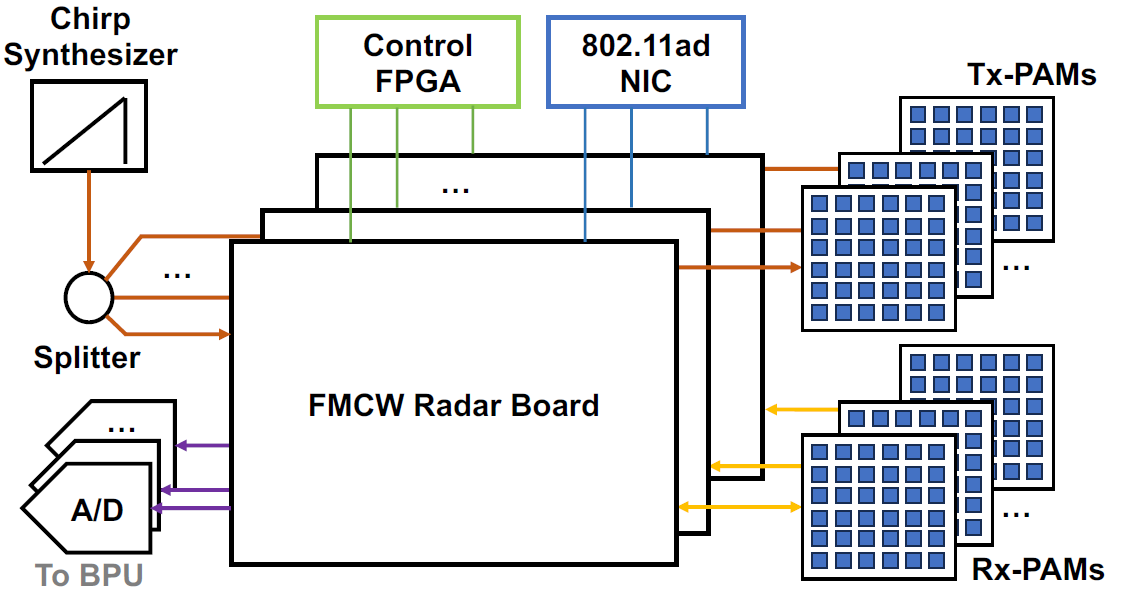 Chirp
Synthesizer
Control
FPGA
802.11ad
NIC
Tx-PAMs
...
...
...
Splitter
FMCW Radar Board
...
A/D
...
To BPU
Rx-PAMs